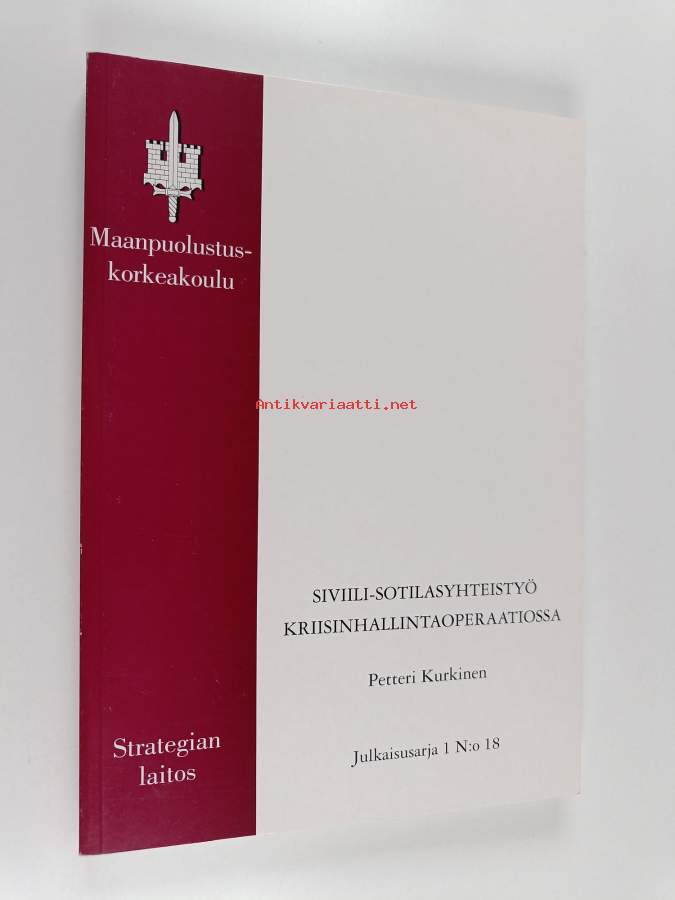 Maanpuolustus-
korkeakoulu
Antikvariaatti.net
SIVIILI-SOTILASYHTEISTYÖ
KRIISINHALLINTAOPERAATIOSSA
Petteri Kurkinen
Julkaisusarja 1 N:o 18
Strategian
laitos